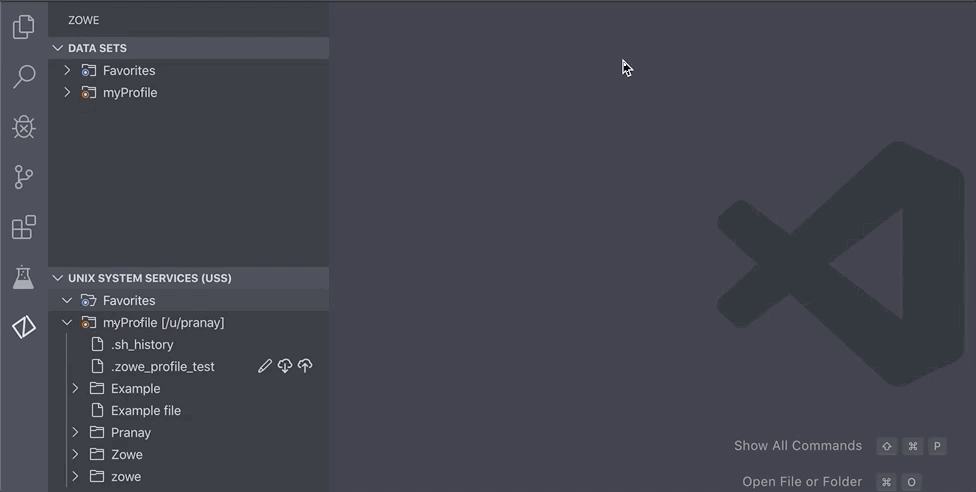 ZOWE
DATA SETS
Favorites
myProfile
UNIX SYSTEM SERVICES (USS)
Favorites
myProfile [/u/pranay]
.sh_history
.zowe_profile_test
Example
Example file
Pranay
Zowe
zowe
Show All Commands ⇧ ⌘ P
Open File or Folder ⌘ O